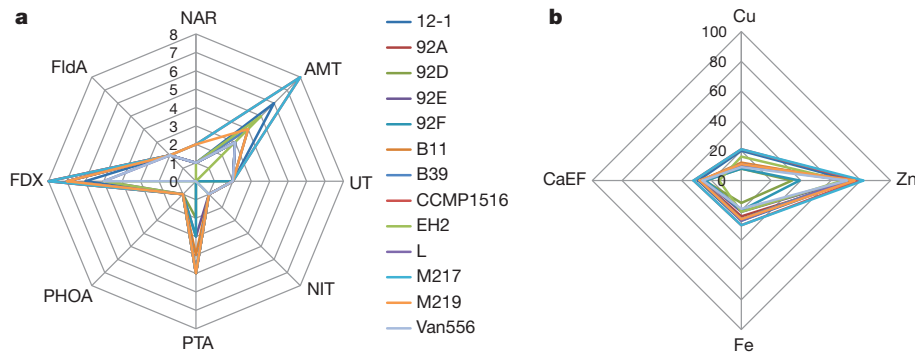 a
NAR
8
7
6
5
4
3
2
1
0
AMT
UT
NIT
PTA
PHOA
FDX
FldA
12-1
92A
92D
92E
92F
B11
B39
CCMP1516
EH2
L
M217
M219
Van556
b
Cu
100
80
60
40
20
0
Zn
Fe
CaEF